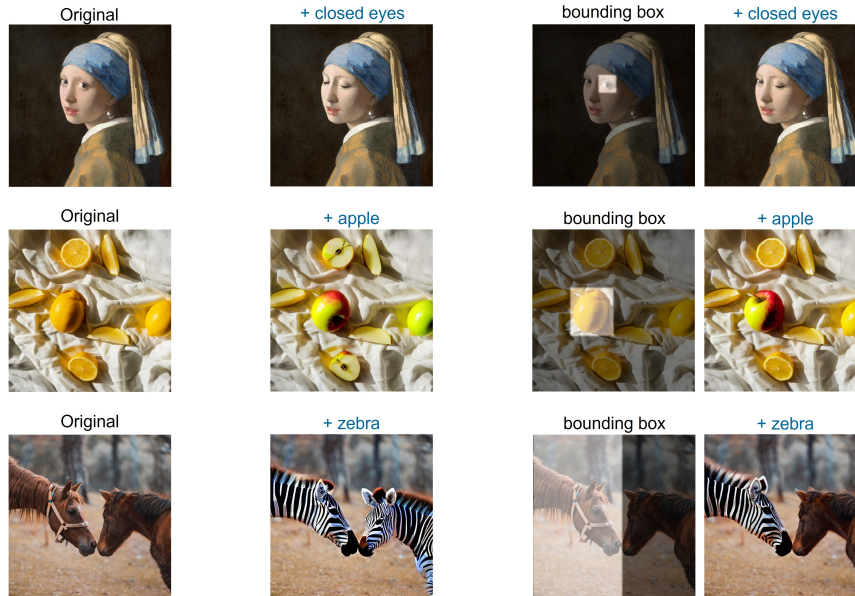 Original + closed eyes bounding box + closed eyes
Original + apple bounding box + apple
Original + zebra bounding box + zebra